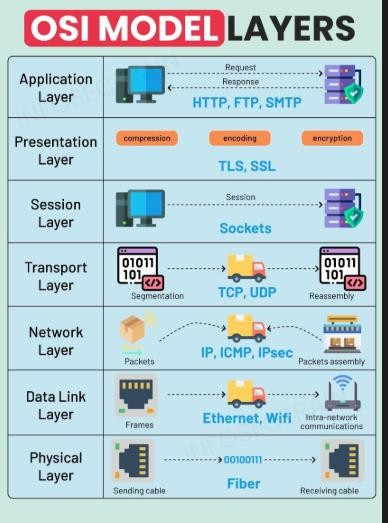 OSI MODEL LAYERS
Application
Layer
Request
Response
HTTP, FTP, SMTP
Presentation
Layer
compression
encoding
encryption
TLS, SSL
Session
Layer
Session
Sockets
Transport
Layer
01011
101
</>
Segmentation
TCP, UDP
01011
101
</>
Reassembly
Network
Layer
Packets
IP, ICMP, IPsec
Packets assembly
Data Link
Layer
Frames
Ethernet, Wifi
Intra-network
communications
Physical
Layer
Sending cable
00100111
Fiber
Receiving cable